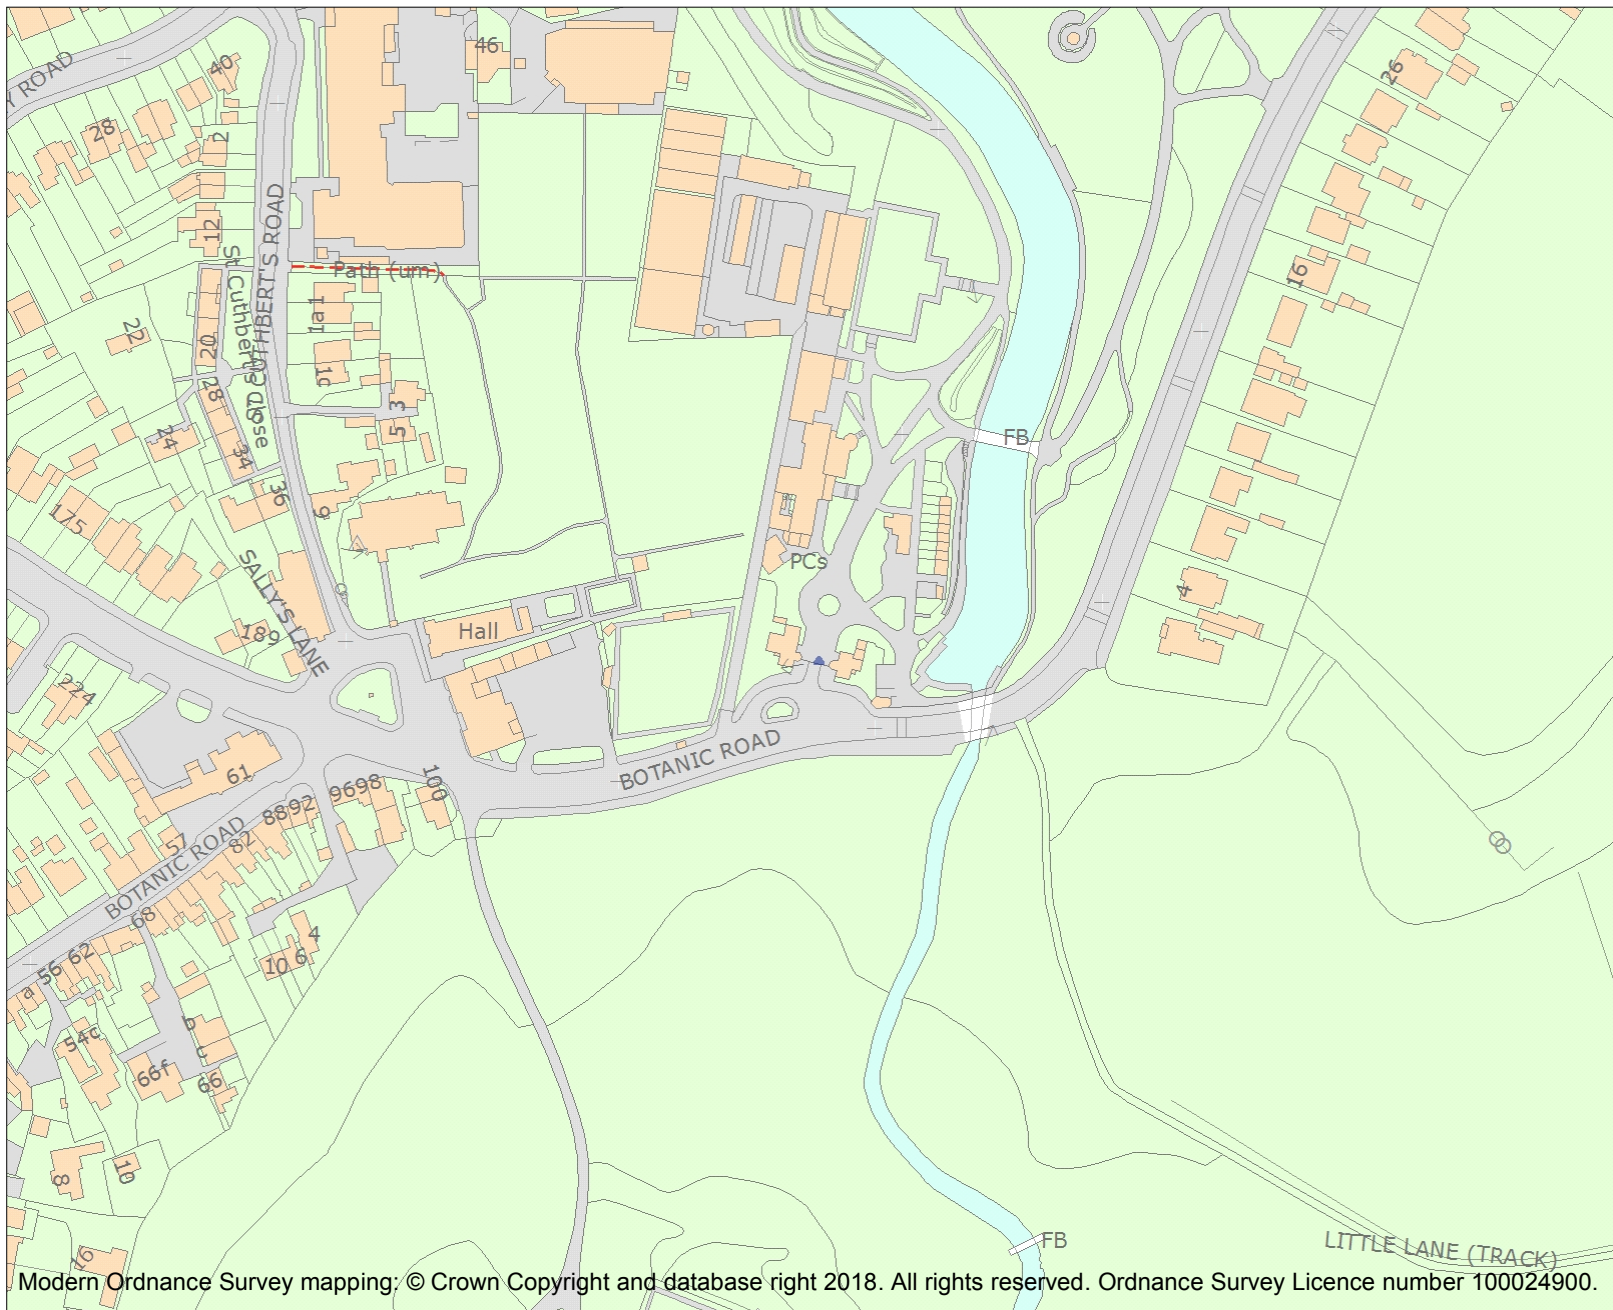 Y ROAD
40
46
26
28
2
12
ST CUTHBERT'S ROAD
St Cuthbert's Close
Path (um)
16
1
1a
22
20
1c
28
3
5
FB
24
34
36
9
175
SALLY'S LANE
PCs
4
Hall
189
224
BOTANIC ROAD
61
100
9698
8892
57
82
BOTANIC ROAD
68
4
62
6
10
56
a
b
54c
c
66f
66
10
8
FB
LITTLE LANE (TRACK)
16
Modern Ordnance Survey mapping: © Crown Copyright and database right 2018. All rights reserved. Ordnance Survey Licence number 100024900.